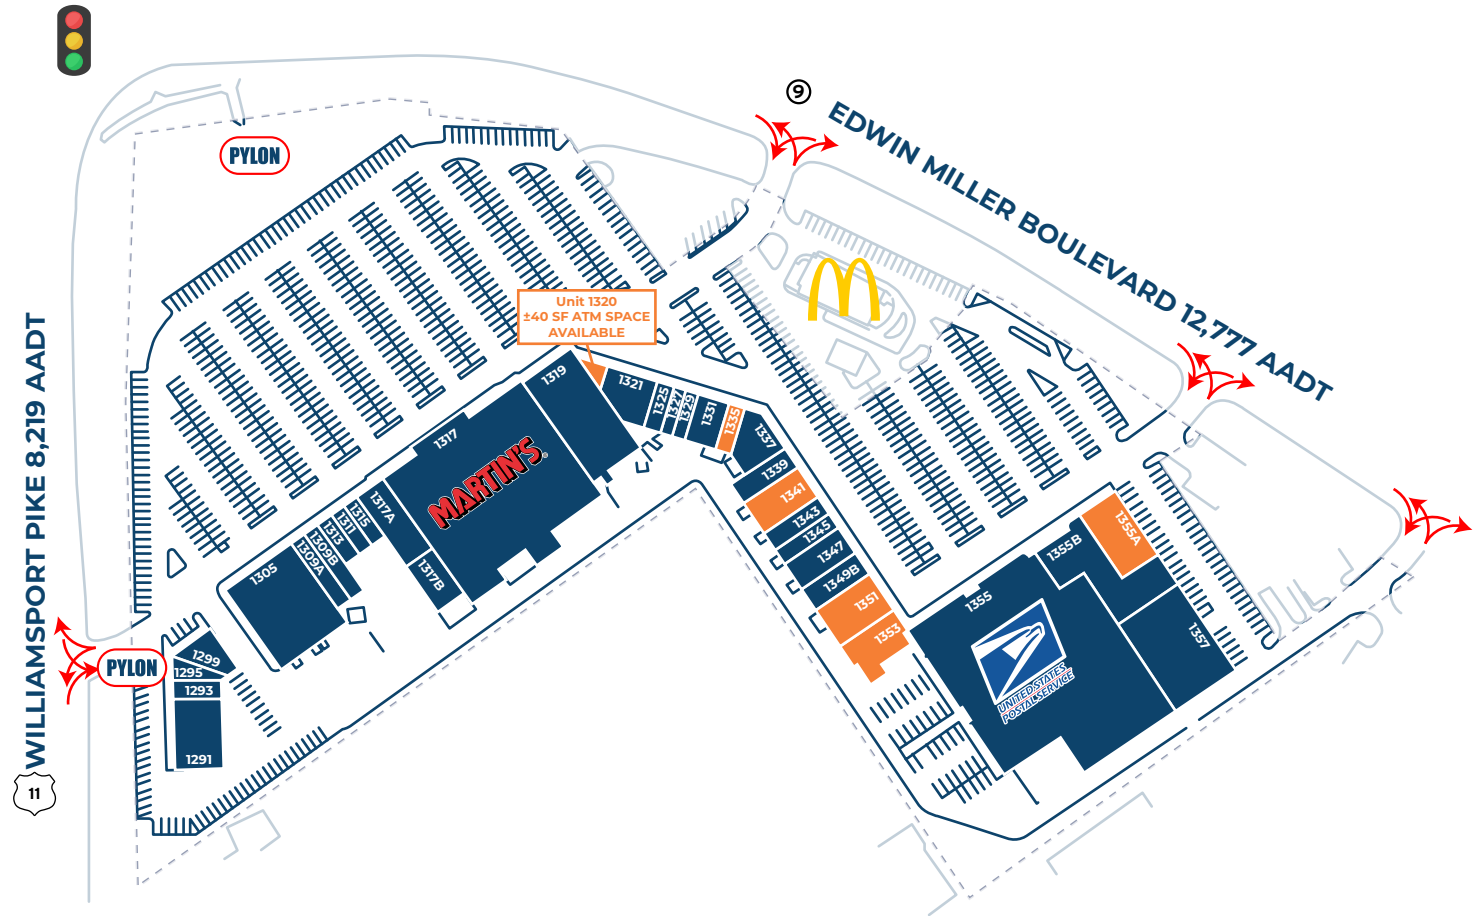 9
EDWIN MILLER BOULEVARD 12,777 AADT
PYLON
Unit 1320
±40 SF ATM SPACE
AVAILABLE
1319
1321
1325
1327
1329
1331
1335
1337
1317
MARTIN'S
1339
1341
1343
1345
1347
1349B
1351
1353
1317A
1315
1311
1313
1309B
1309A
1305
1317B
1355A
1355B
1355
1357
UNITED STATES
POSTAL SERVICE
WILLIAMSPORT PIKE 8,219 AADT
11
PYLON
1299
1295
1293
1291